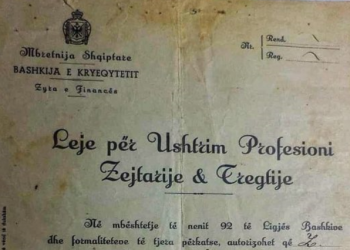 Mbretnija Shqiptare
BASHKIJA E KRYEQYTETIT
Zyra e Financës
Nr. Rend.
Reg.
Leje për Ushtrim Profesioni
Zejtarije & Tregtije
Në mbështetje të nenit 92 të Ligjës Bashkive
dhe formaliteteve të tjera përkatse, autorizohet që Z.